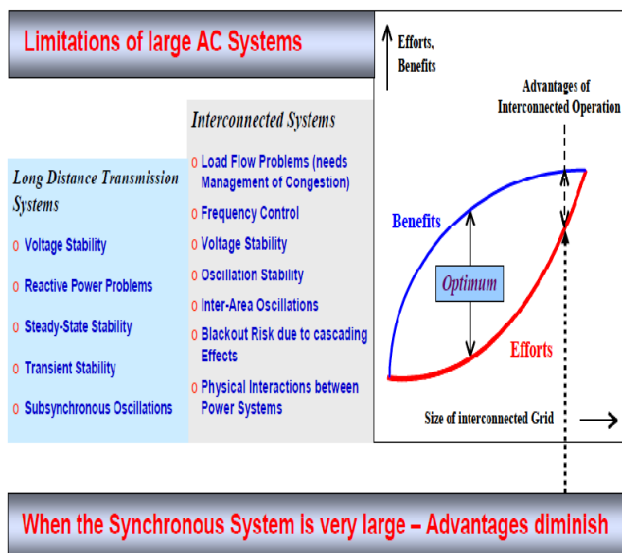 Limitations of large AC Systems
Interconnected Systems
o Load Flow Problems (needs
Management of Congestion)
o Frequency Control
o Voltage Stability
o Oscillation Stability
o Inter-Area Oscillations
o Blackout Risk due to cascading
Effects
o Physical Interactions between
Power Systems
Long Distance Transmission
Systems
o Voltage Stability
o Reactive Power Problems
o Steady-State Stability
o Transient Stability
o Subsynchronous Oscillations
Efforts,
Benefits
Advantages of
Interconnected Operation
Benefits
Optimum
Efforts
Size of interconnected Grid
When the Synchronous System is very large – Advantages diminish